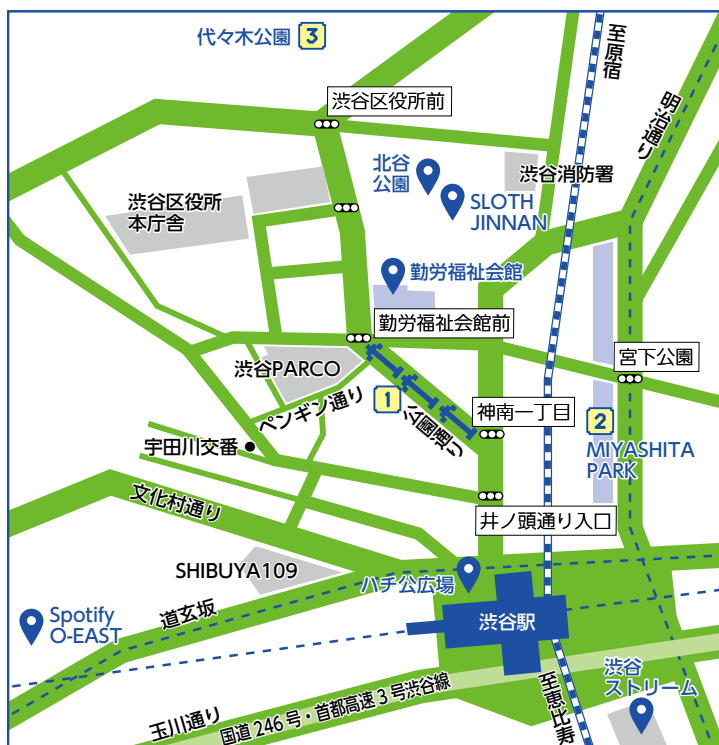 代々木公園 3
至原宿
明治通り
渋谷区役所前
北谷
公園
渋谷消防署
SLOTH
JINNAN
渋谷区役所
本庁舎
勤労福祉会館
勤労福祉会館前
渋谷PARCO
宮下公園
ペンギン通り
1
公園通り
神南一丁目
2
MIYASHITA
PARK
宇田川交番
文化村通り
井ノ頭通り入口
SHIBUYA109
ハチ公広場
道玄坂
Spotify
O-EAST
渋谷駅
渋谷
ストリーム
至恵比寿
玉川通り
国道246号・首都高速3号渋谷線